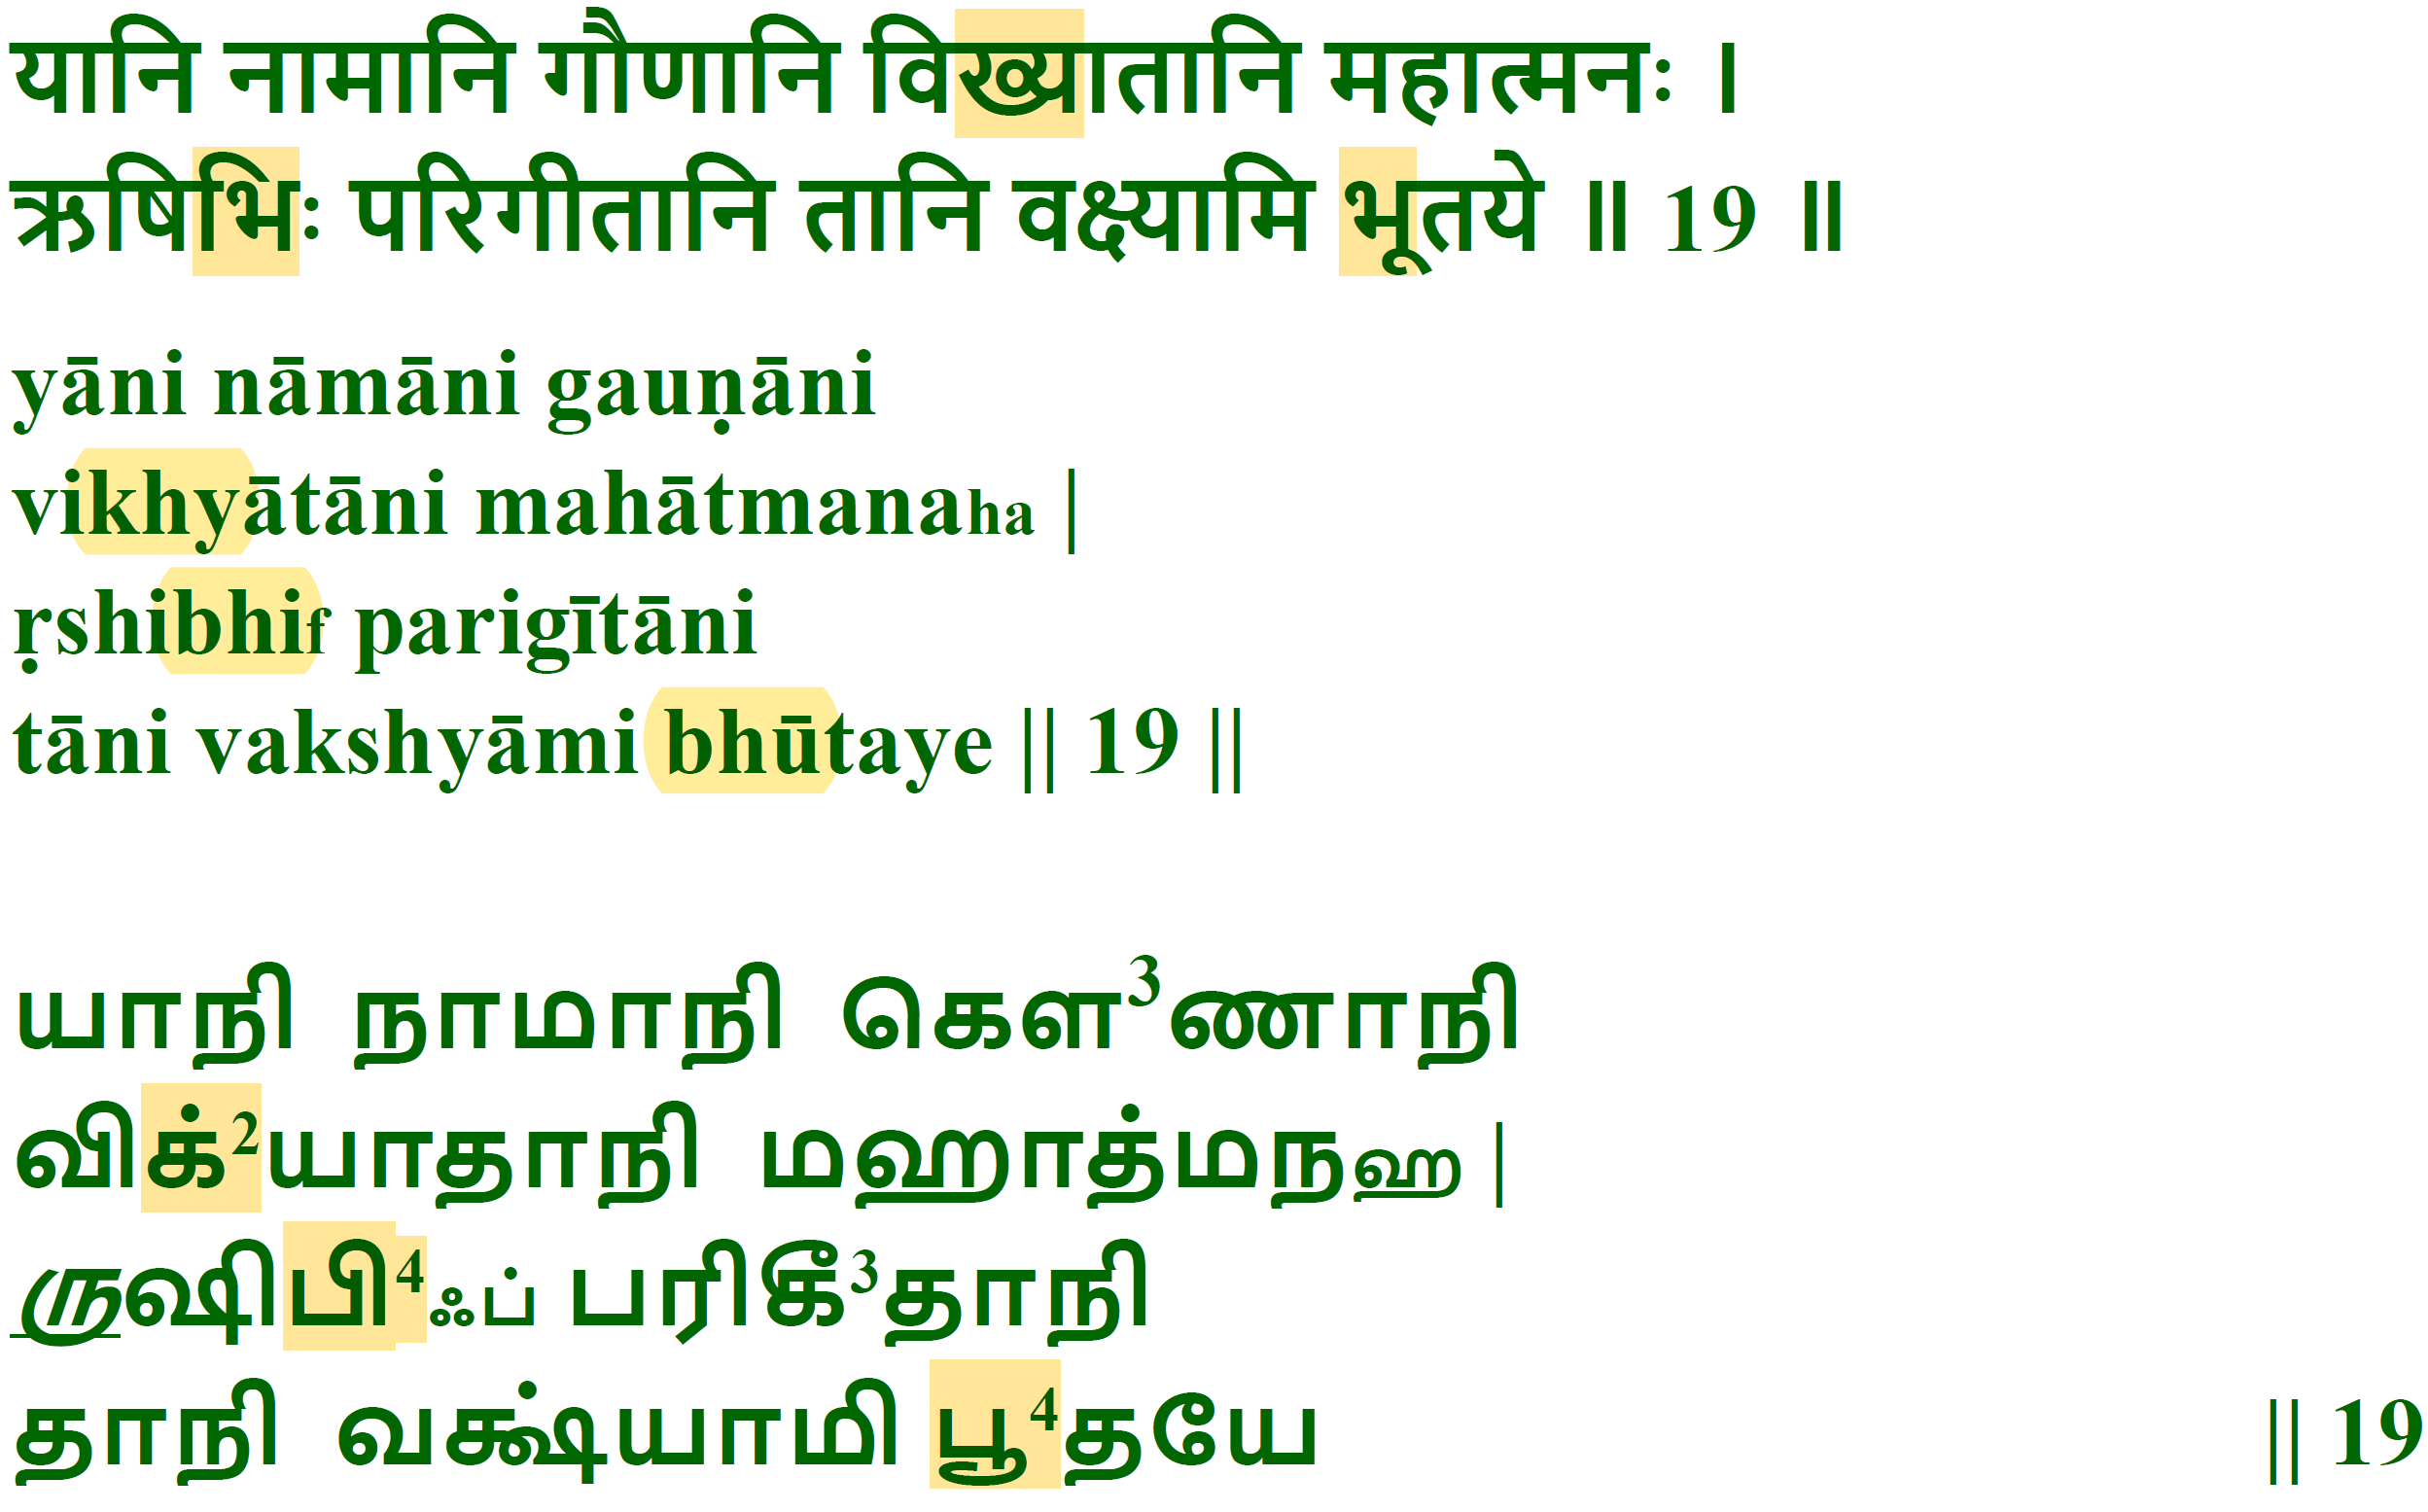 यानि नामानि गौणानि विख्यातानि महात्मनः ।
ऋषिभिः परिगीतानि तानि वक्ष्यामि भूतये ॥ 19 ॥
yāni nāmāni gauṇāni
vikhyātāni mahātmanaha |
ṛshibhif parigītāni
tāni vakshyāmi bhūtaye || 19 ||
யாநி நாமாநி கௌ³ணாநி
விக்²யாதாநி மஹாத்மநஹ |
ருஷிபி⁴ஃப் பரிகீ³தாநி
தாநி வக்ஷ்யாமி பூ⁴தயே || 19